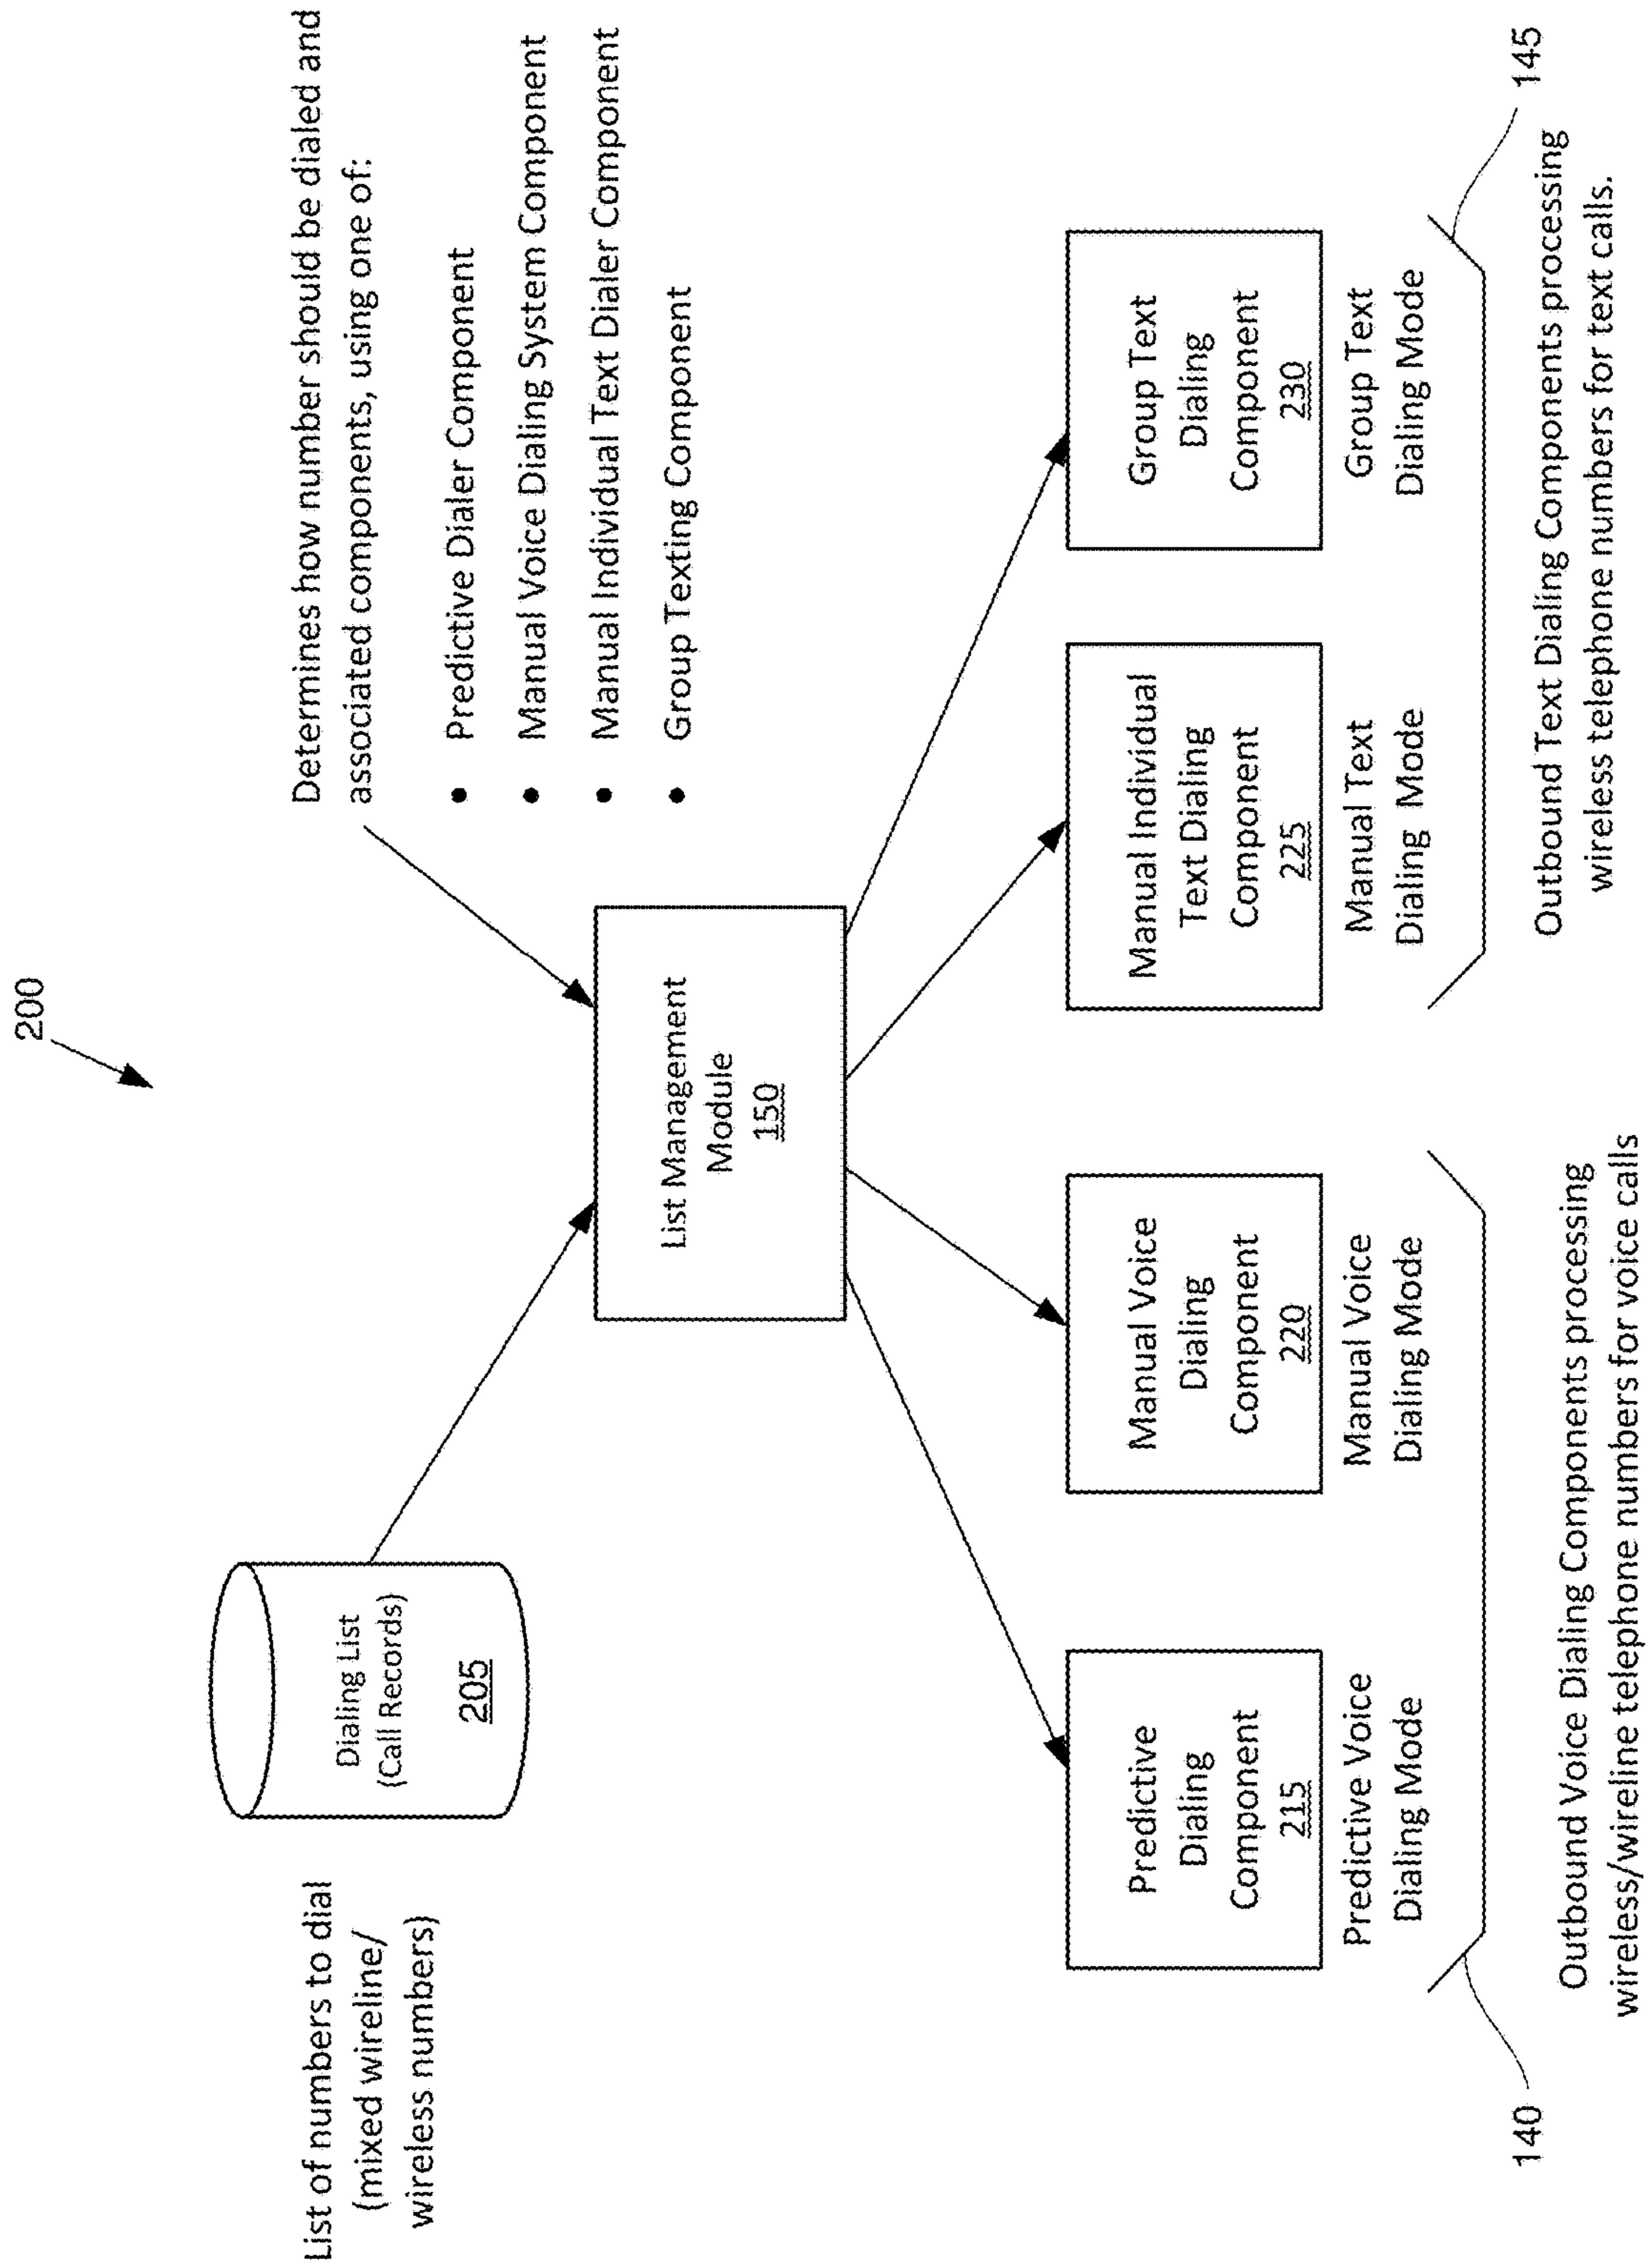 200
List of numbers to dial
(mixed wireline/
wireless numbers)
Dialing List
(Call Records)
205
Determines how number should be dialed and
associated components, using one of:
• Predictive Dialer Component
• Manual Voice Dialing System Component
• Manual Individual Text Dialer Component
• Group Texting Component
List Management
Module
150
Predictive
Dialing
Component
215
Predictive Voice
Dialing Mode
Manual Voice
Dialing
Component
220
Manual Voice
Dialing Mode
Manual Individual
Text Dialing
Component
225
Manual Text
Dialing Mode
Group Text
Dialing
Component
230
Group Text
Dialing Mode
140
Outbound Voice Dialing Components processing
wireless/wireline telephone numbers for voice calls
145
Outbound Text Dialing Components processing
wireless telephone numbers for text calls.